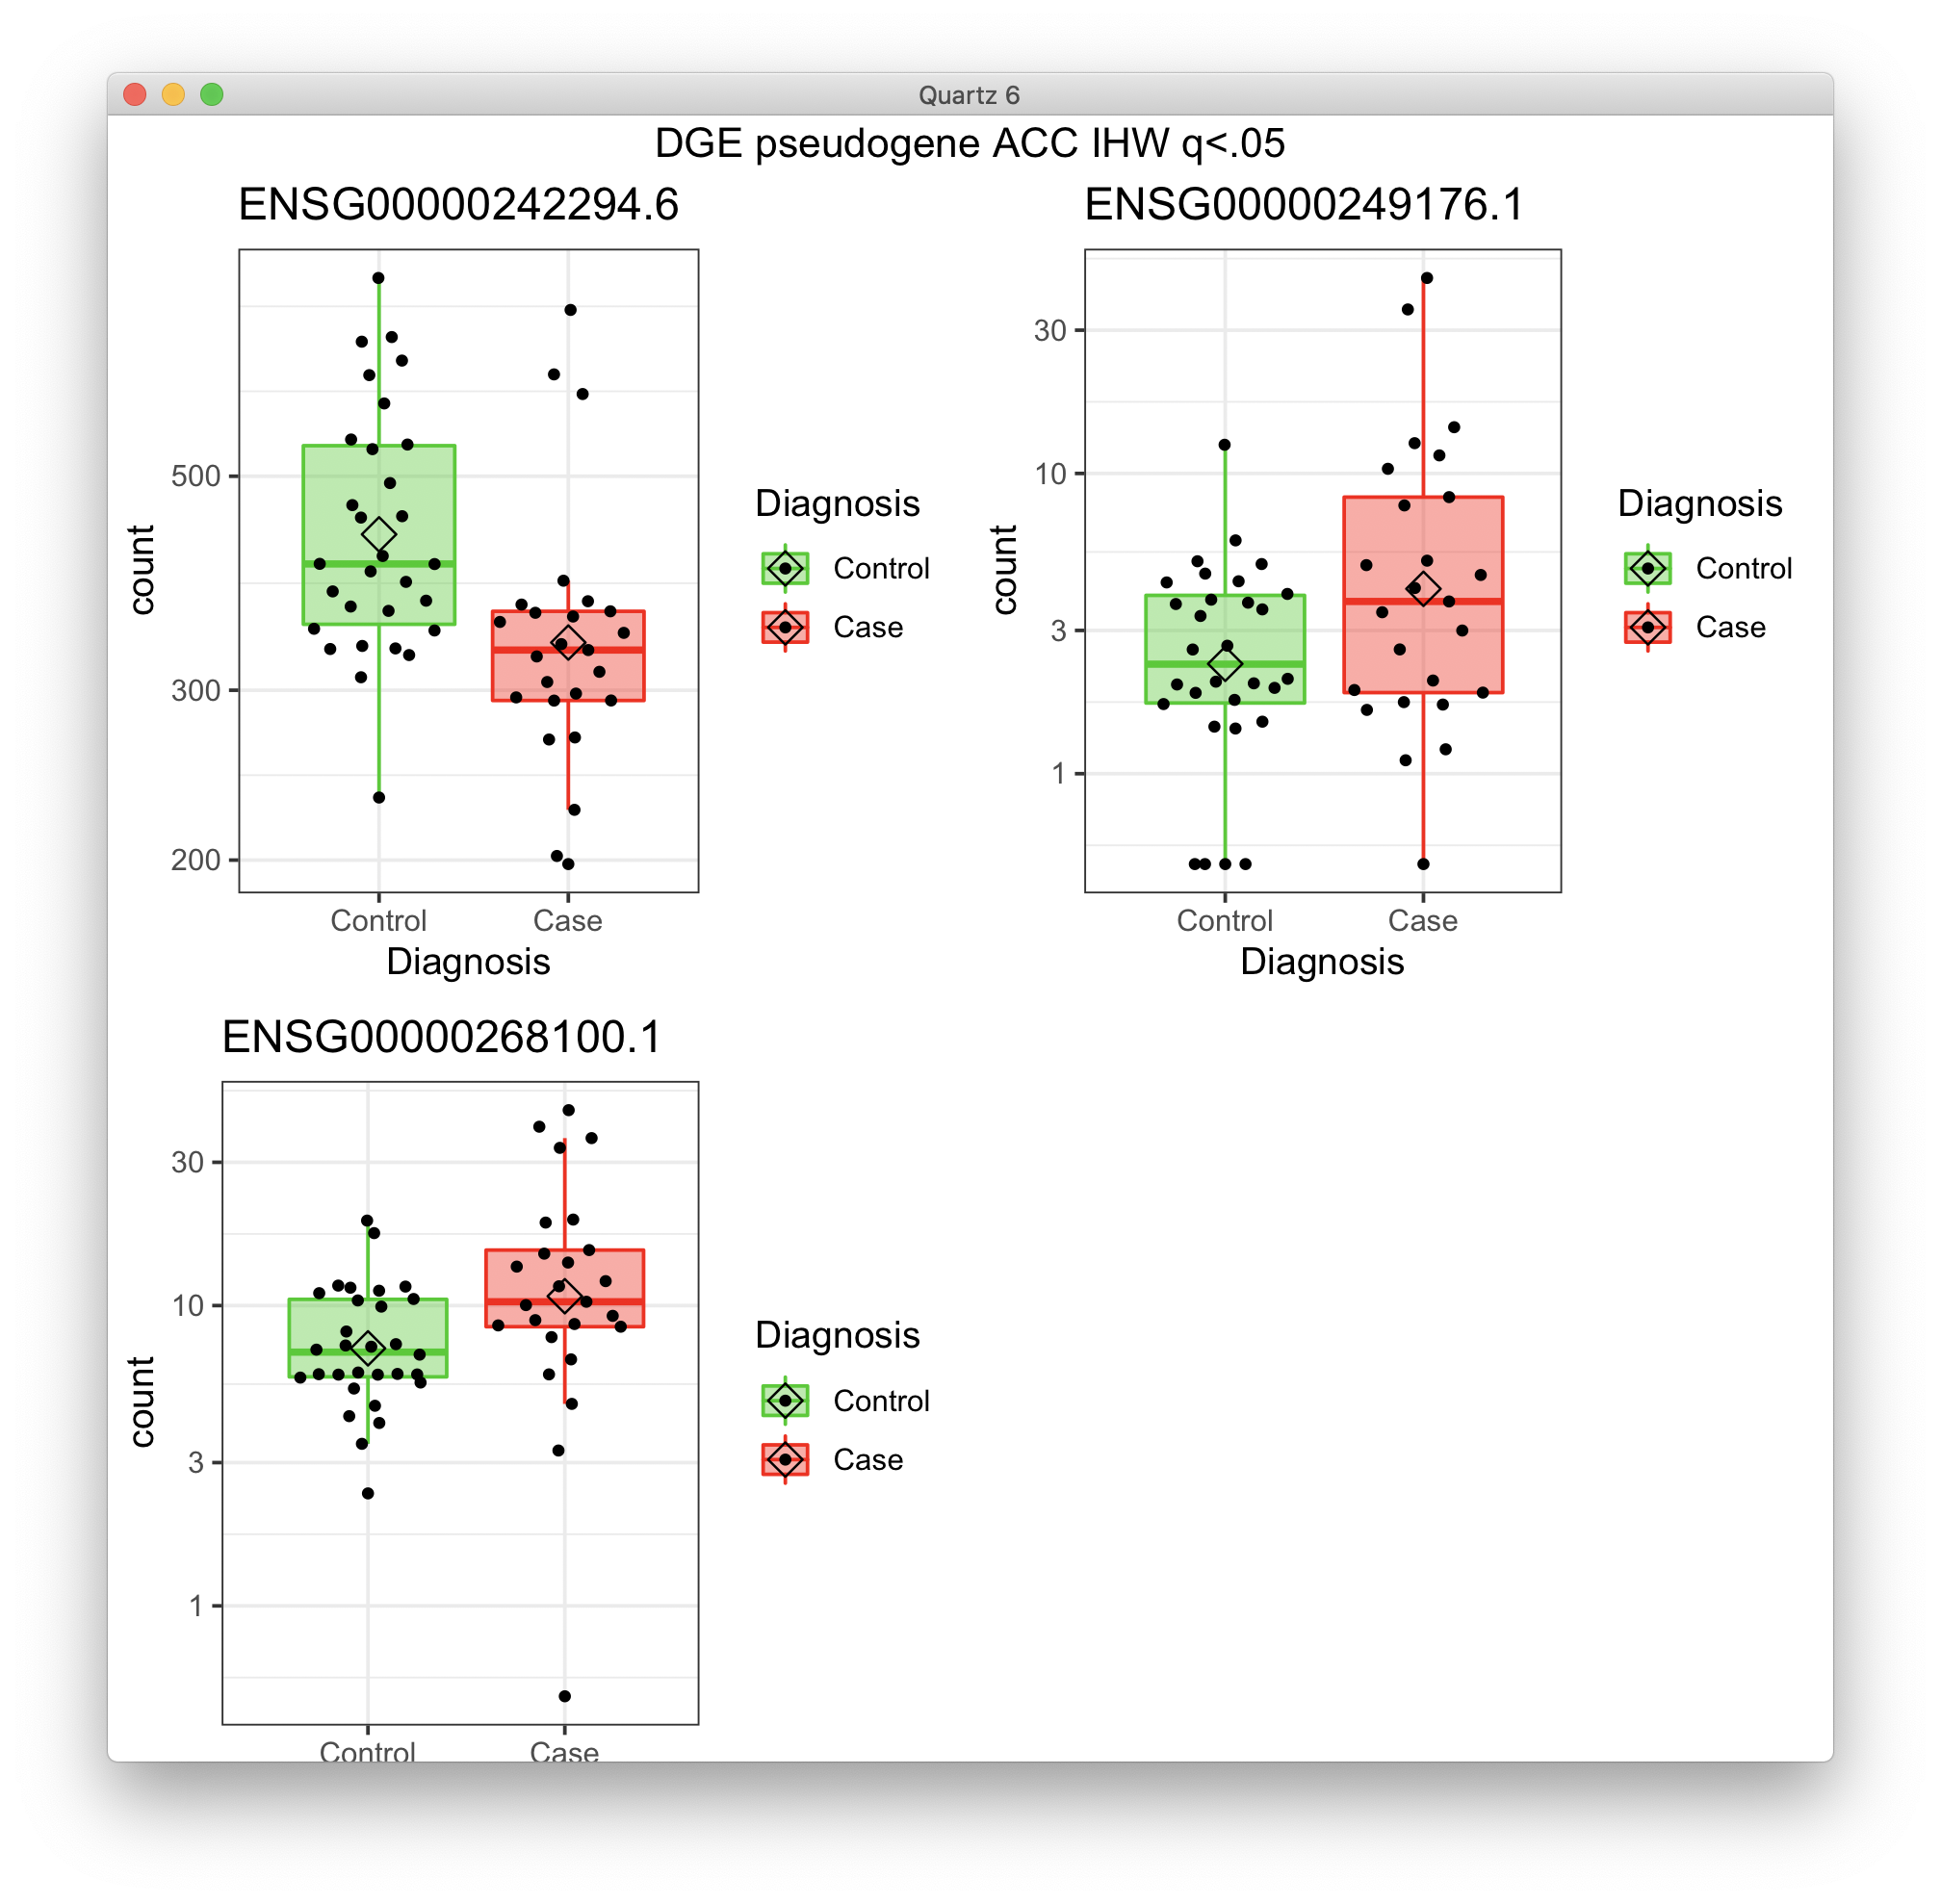 Quartz 6
DGE pseudogene ACC IHW q<.05
ENSG00000242294.6
500
300
200
count
Control Case
Diagnosis
Diagnosis
Control
Case
ENSG00000249176.1
30
10
3
1
count
Control Case
Diagnosis
Diagnosis
Control
Case
ENSG00000268100.1
30
10
3
1
count
Control Case
Diagnosis
Control
Case